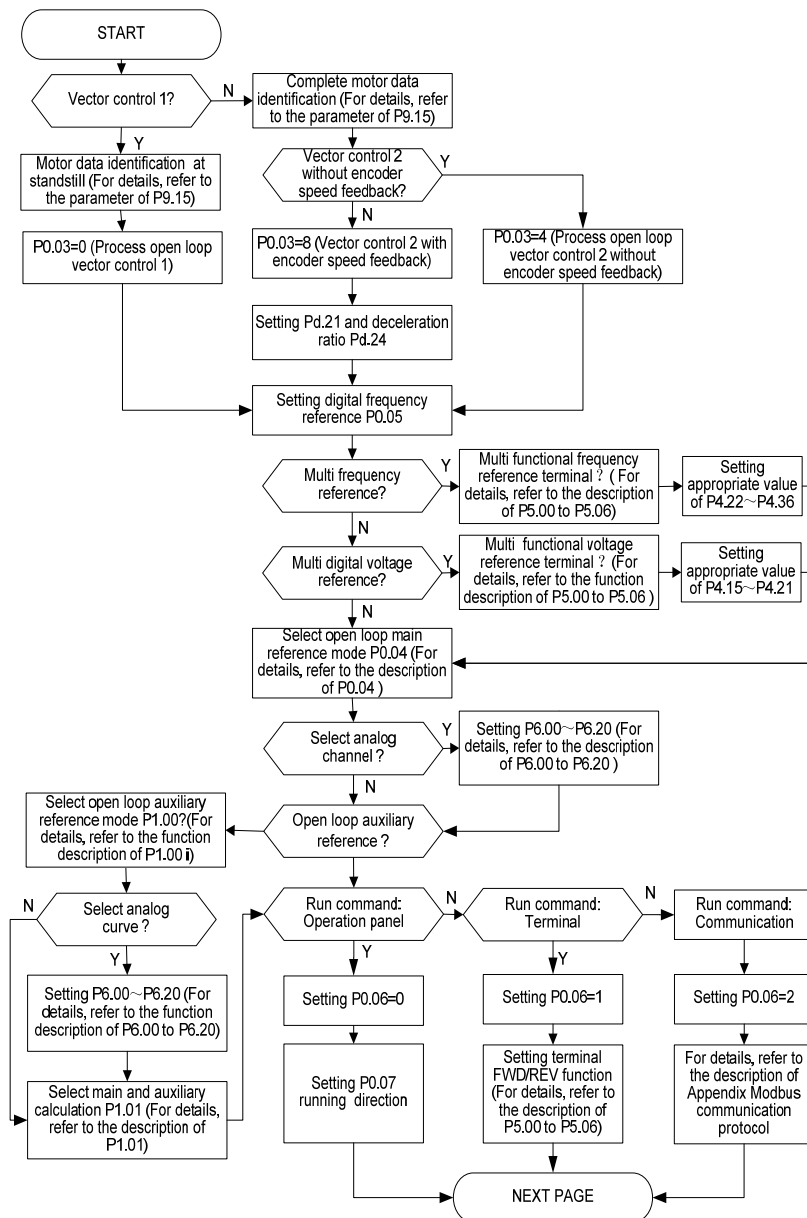 START
Vector control 1?
N
Complete motor data
identification (For details, refer
to the parameter of P9.15)
Y
Motor data identification at
standstill (For details, refer to
the parameter of P9.15)
Vector control 2
without encoder
speed feedback?
Y
N
P0.03=0 (Process open loop
vector control 1)
P0.03=8 (Vector control 2 with
encoder speed feedback)
P0.03=4 (Process open loop
vector control 2 without
encoder speed feedback)
Setting Pd.21 and deceleration
ratio Pd.24
Setting digital frequency
reference P0.05
Multi frequency
reference?
Y
Multi functional frequency
reference terminal ? ( For
details, refer to the description
of P5.00 to P5.06)
Setting
appropriate value
of P4.22～P4.36
N
Multi digital voltage
reference?
Y
Multi functional voltage
reference terminal ? (For
details, refer to the function
description of P5.00 to P5.06 )
Setting
appropriate value
of P4.15～P4.21
N
Select open loop main
reference mode P0.04 (For
details, refer to the description
of P0.04 )
Select analog
channel ?
Y
Setting P6.00～P6.20 (For
details, refer to the description
of P6.00 to P6.20 )
N
Select open loop auxiliary
reference mode P1.00?(For
details, refer to the function
description of P1.00 i)
Open loop auxiliary
reference ?
N
Select analog
curve ?
Y
Run command:
Operation panel
N
Run command:
Terminal
N
Run command:
Communication
Y
Y
Setting P6.00～P6.20 (For
details, refer to the function
description of P6.00 to P6.20)
Setting P0.06=0
Setting P0.06=1
Setting P0.06=2
Select main and auxiliary
calculation P1.01 (For details,
refer to the description of
P1.01)
Setting P0.07
running direction
Setting terminal
FWD/REV function
(For details, refer to
the description of
P5.00 to P5.06)
For details, refer to
the description of
Appendix Modbus
communication
protocol
NEXT PAGE